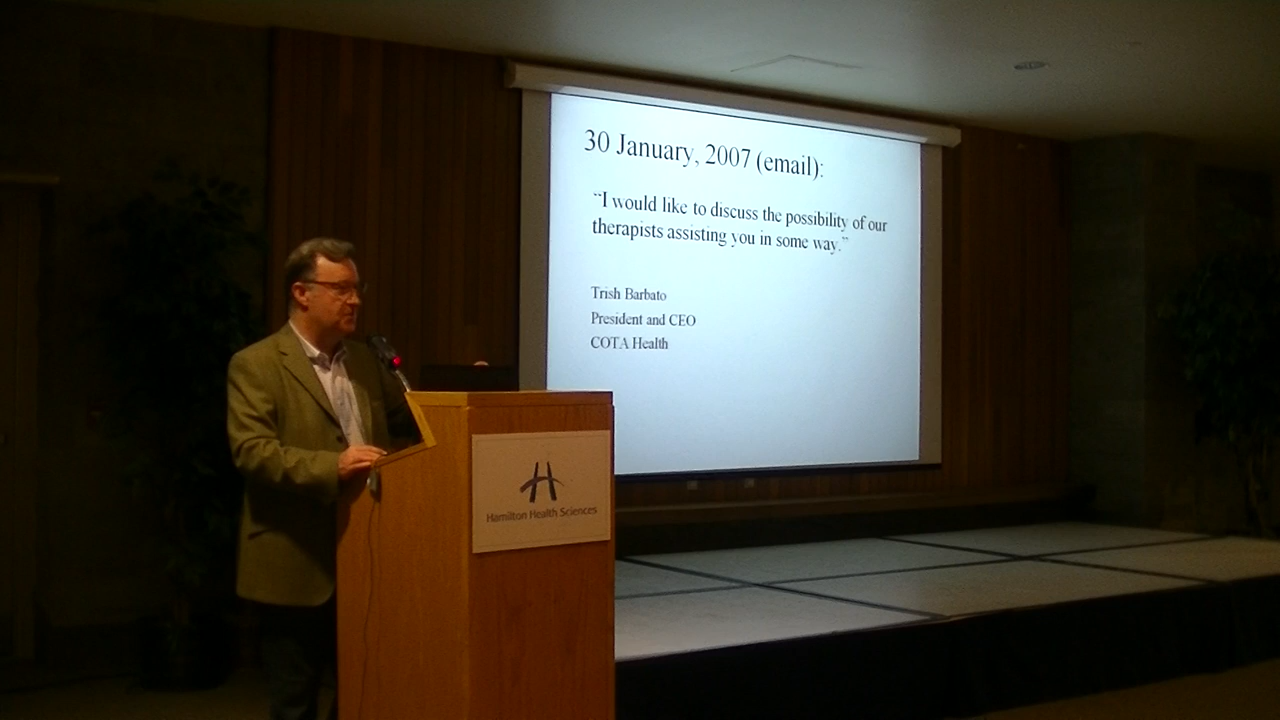 30 January, 2007 (email):
“I would like to discuss the possibility of our
therapists assisting you in some way.”
Trish Barbato
President and CEO
COTA Health
Hamilton Health Sciences